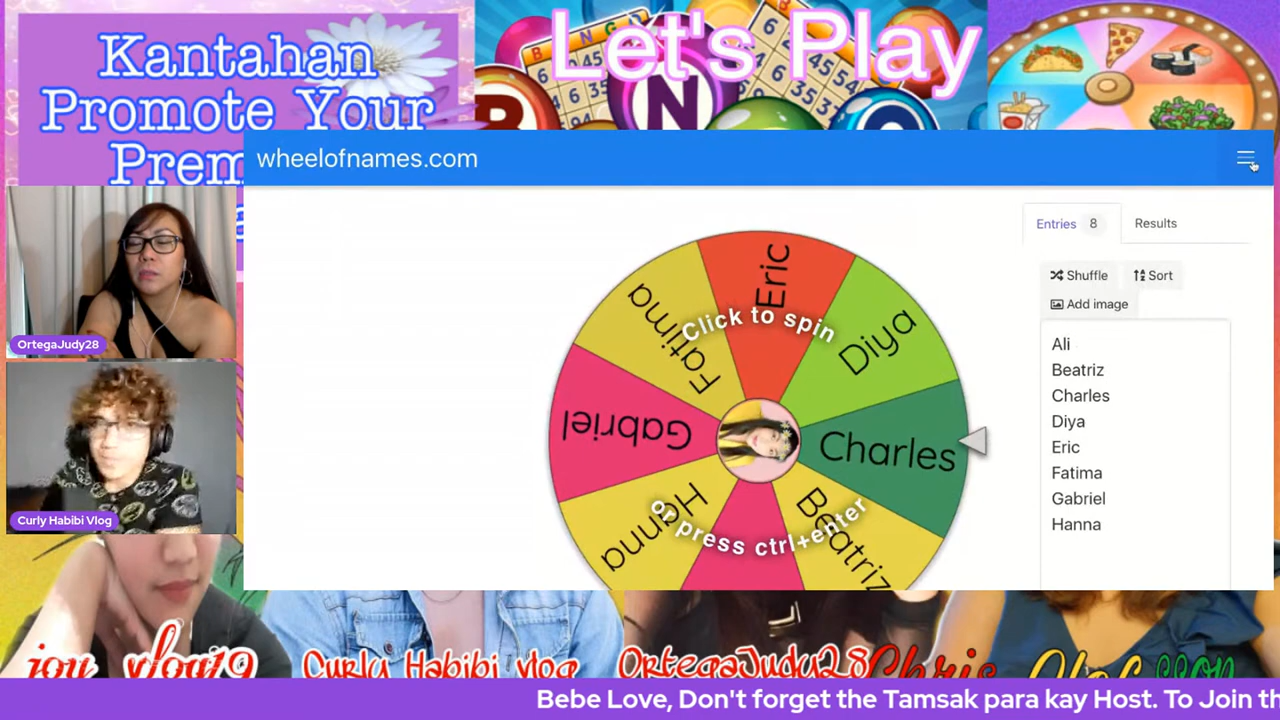 Kantahan
Promote Your
Prem
Let's Play
B I N G
N
wheelofnames.com
Entries 8
Results
Shuffle
Sort
Add image
Ali
Beatriz
Charles
Diya
Eric
Fatima
Gabriel
Hanna
Eric
Diya
Charles
Beatriz
Hanna
Gabriel
Fatima
Click to spin
or press ctrl+enter
OrtegaJudy28
Curly Habibi Vlog
joy vlog19
Curly Habibi vlog
OrtegaJudy28
Chris
Bebe Love, Don't forget the Tamsak para kay Host. To Join th